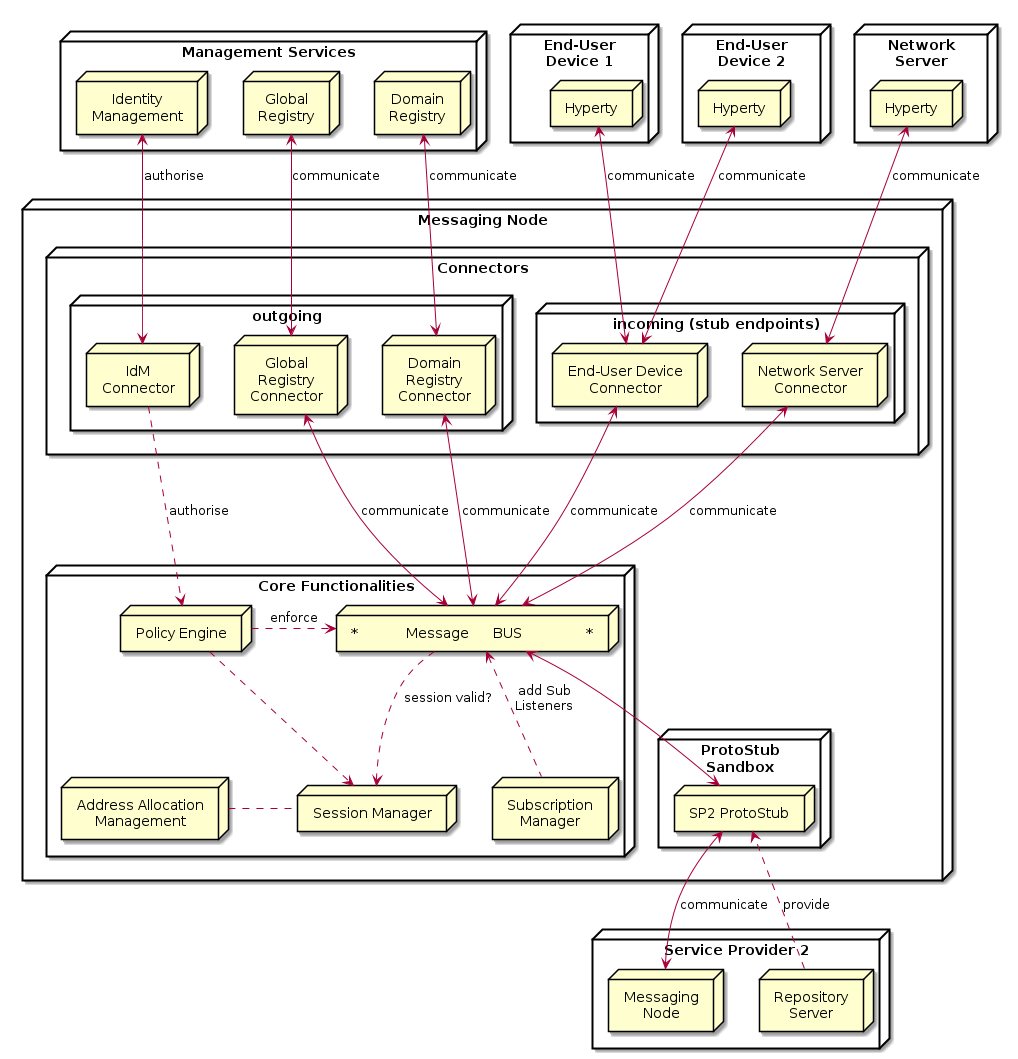 Management Services
Identity
Management
Global
Registry
Domain
Registry
End-User
Device 1
Hyperty
End-User
Device 2
Hyperty
Network
Server
Hyperty
authorise
communicate
communicate
communicate
communicate
communicate
Messaging Node
Connectors
outgoing
IdM
Connector
Global
Registry
Connector
Domain
Registry
Connector
incoming (stub endpoints)
End-User Device
Connector
Network Server
Connector
authorise
communicate
communicate
communicate
communicate
Core Functionalities
Policy Engine
enforce
* Message BUS *
session valid?
add Sub
Listeners
Address Allocation
Management
Session Manager
Subscription
Manager
ProtoStub
Sandbox
SP2 ProtoStub
communicate
provide
Service Provider 2
Messaging
Node
Repository
Server